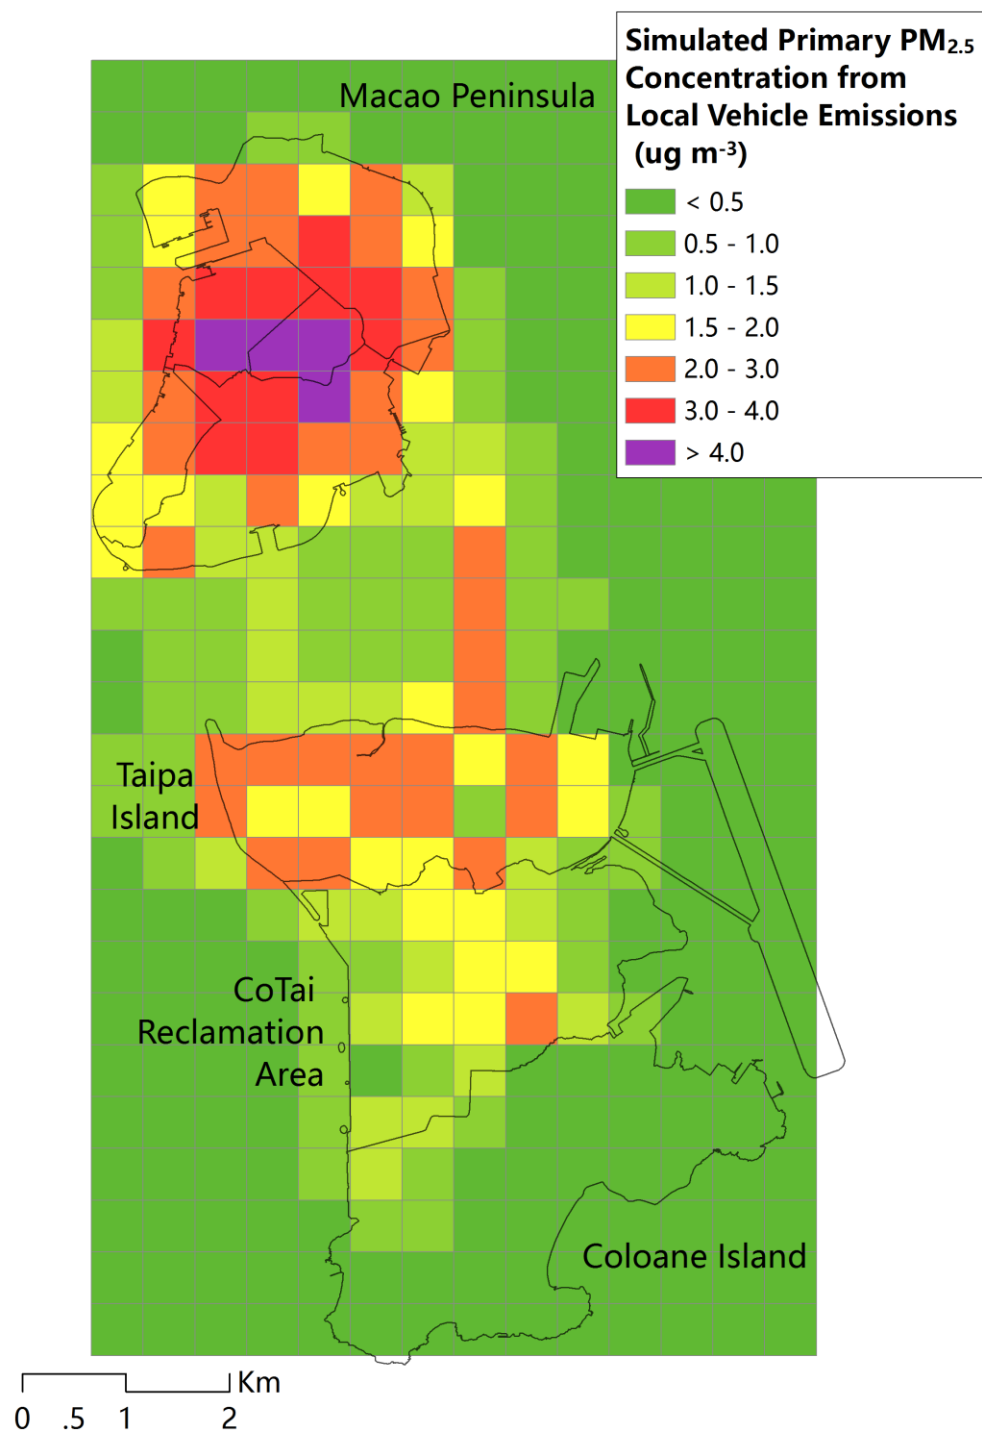 Simulated Primary PM2.5
Concentration from
Local Vehicle Emissions
(ug m-3)
< 0.5
0.5 - 1.0
1.0 - 1.5
1.5 - 2.0
2.0 - 3.0
3.0 - 4.0
> 4.0
Macao Peninsula
Taipa
Island
CoTai
Reclamation
Area
Coloane Island
Km
0 .5 1 2